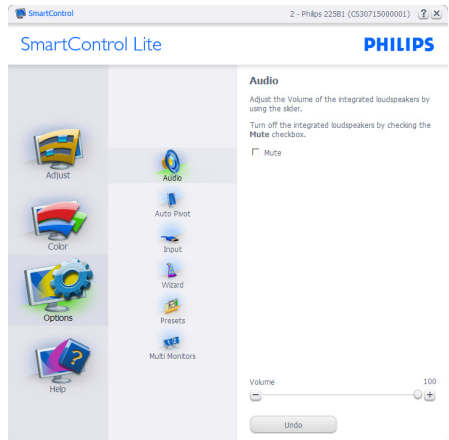 SmartControl
2 - Philips 225B1 (CS30715000001)
SmartControl Lite
PHILIPS
Adjust
Color
Options
Help
Audio
Auto Pivot
Input
Wizard
Presets
Multi Monitors
Audio
Adjust the Volume of the integrated loudspeakers by
using the slider.
Turn off the integrated loudspeakers by checking the
Mute checkbox.
Mute
Volume
100
Undo